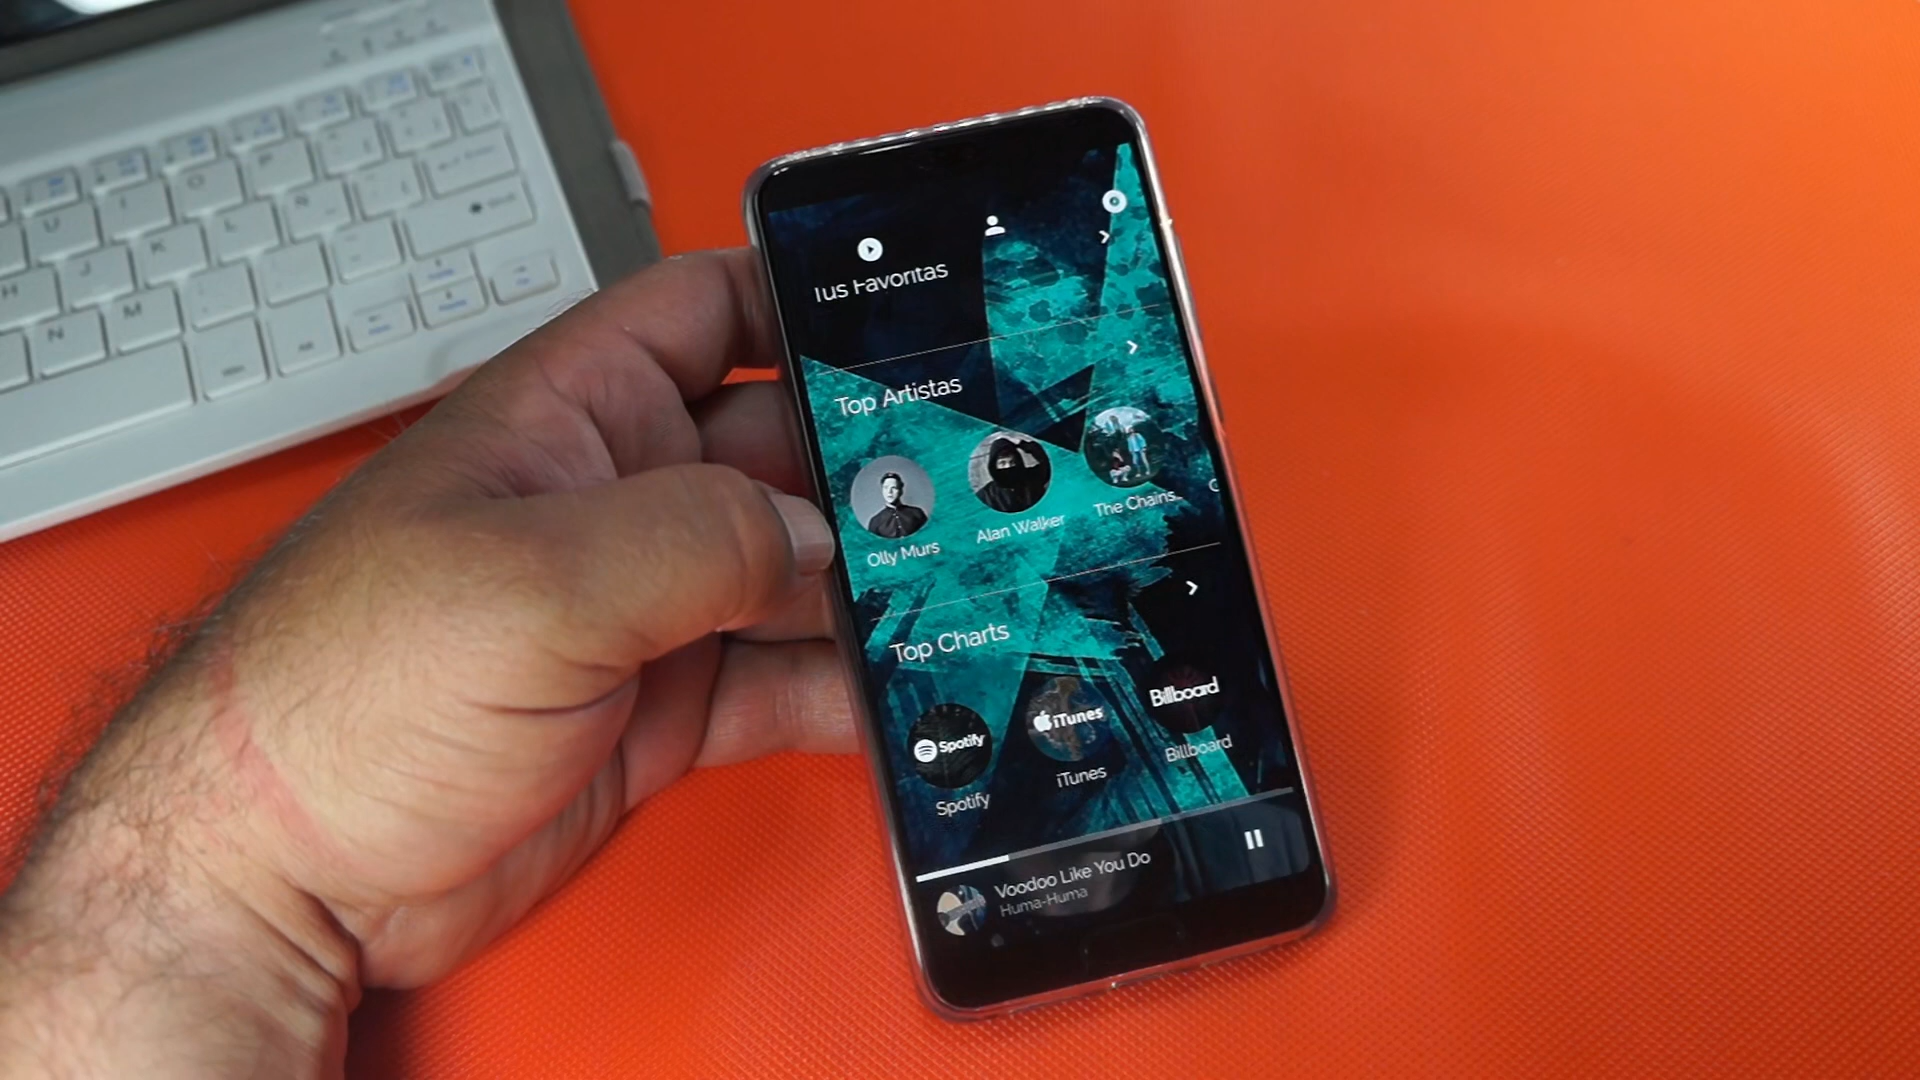 Tus Favoritas
Top Artistas
Olly Murs
Alan Walker
The Chains...
Top Charts
Spotify
iTunes
Billboard
Spotify
iTunes
Billboard
Voodoo Like You Do
Huma-Huma
U
I
O
P
H
J
K
L
Ñ
N
M